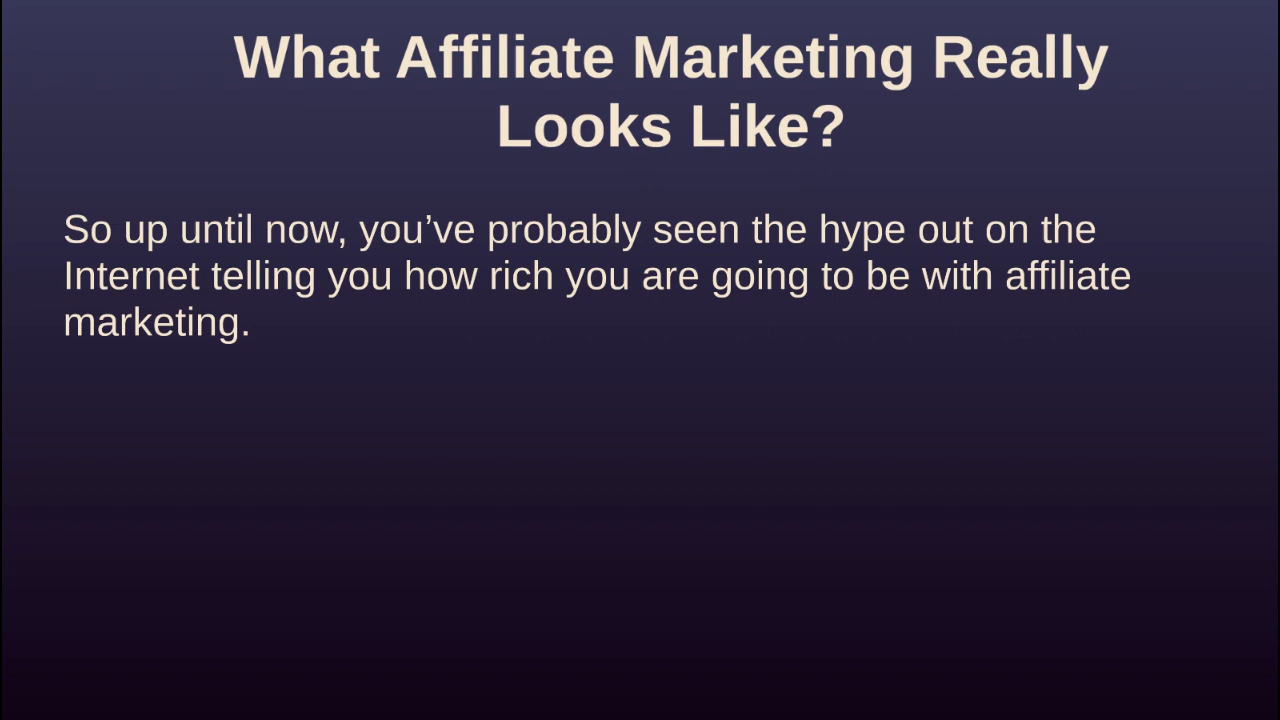 What Affiliate Marketing Really
Looks Like?
So up until now, you’ve probably seen the hype out on the
Internet telling you how rich you are going to be with affiliate
marketing.